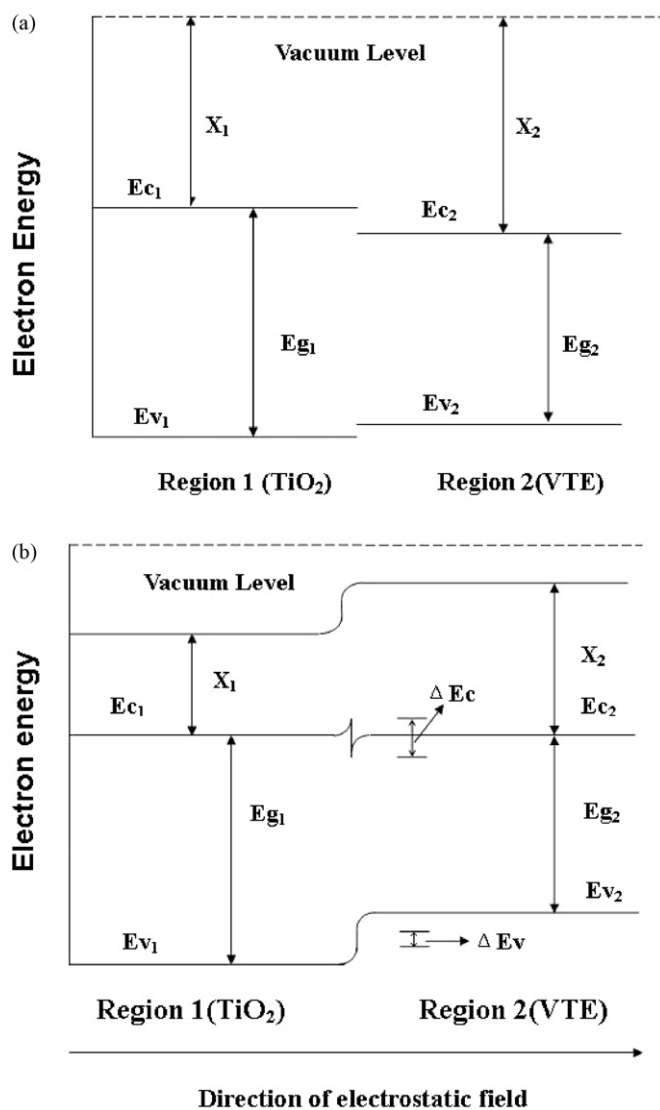 (a)
Vacuum Level
X₁
X₂
Ec₁
Ec₂
Electron Energy
Eg₁
Eg₂
Ev₁
Ev₂
Region 1 (TiO₂)
Region 2(VTE)
(b)
Vacuum Level
X₁
X₂
Δ Ec
Ec₁
Ec₂
Electron energy
Eg₁
Eg₂
Ev₂
Ev₁
Δ Ev
Region 1(TiO₂)
Region 2(VTE)
Direction of electrostatic field